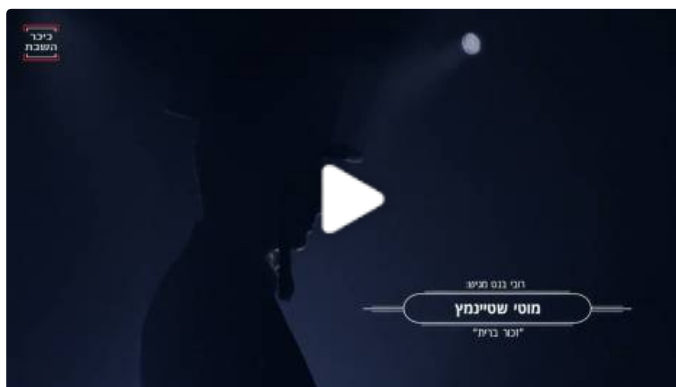 כיכר
השבת
רובי בנט מגיש:
מוטי שטיינמץ
"זכור ברית"